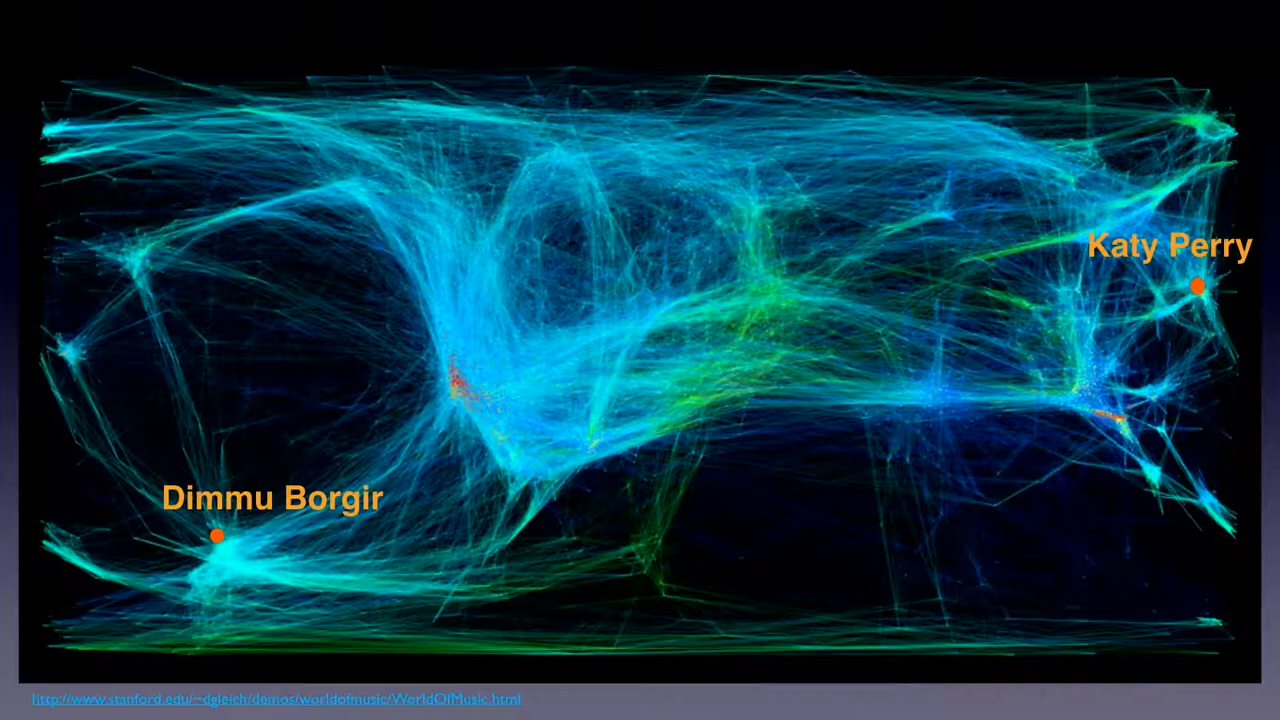 Katy Perry
Dimmu Borgir
http://www.stanford.edu/~dgleich/demos/worldofmusic/WorldOfMusic.html